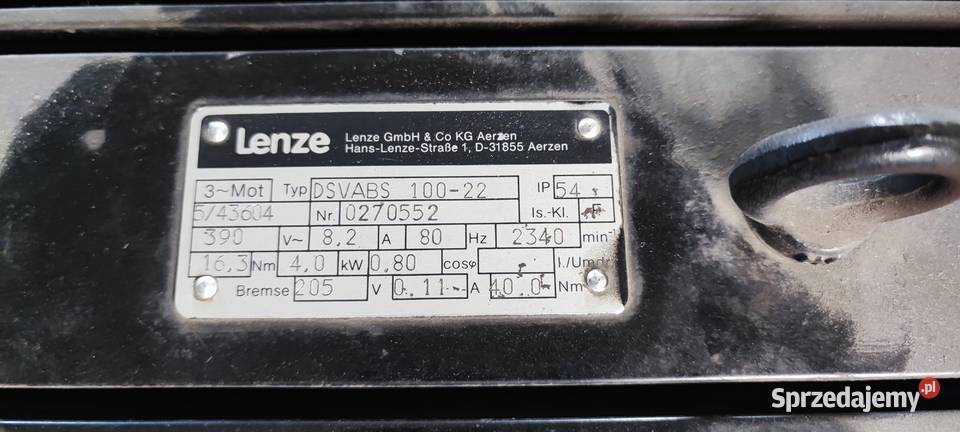 Lenze
Lenze GmbH & Co KG Aerzen
Hans-Lenze-Straße 1, D-31855 Aerzen
3~Mot Typ DSVABS 100-22 IP 54
5/43604 Nr. 0270552 Is.-Kl. F
390 V~ 8,2 A 80 Hz 2340 min-1
16,3 Nm 4,0 kW 0,80 cosφ I./Umdr.
Bremse 205 V 0.11 A 40.0 Nm
Sprzedajemy.pl